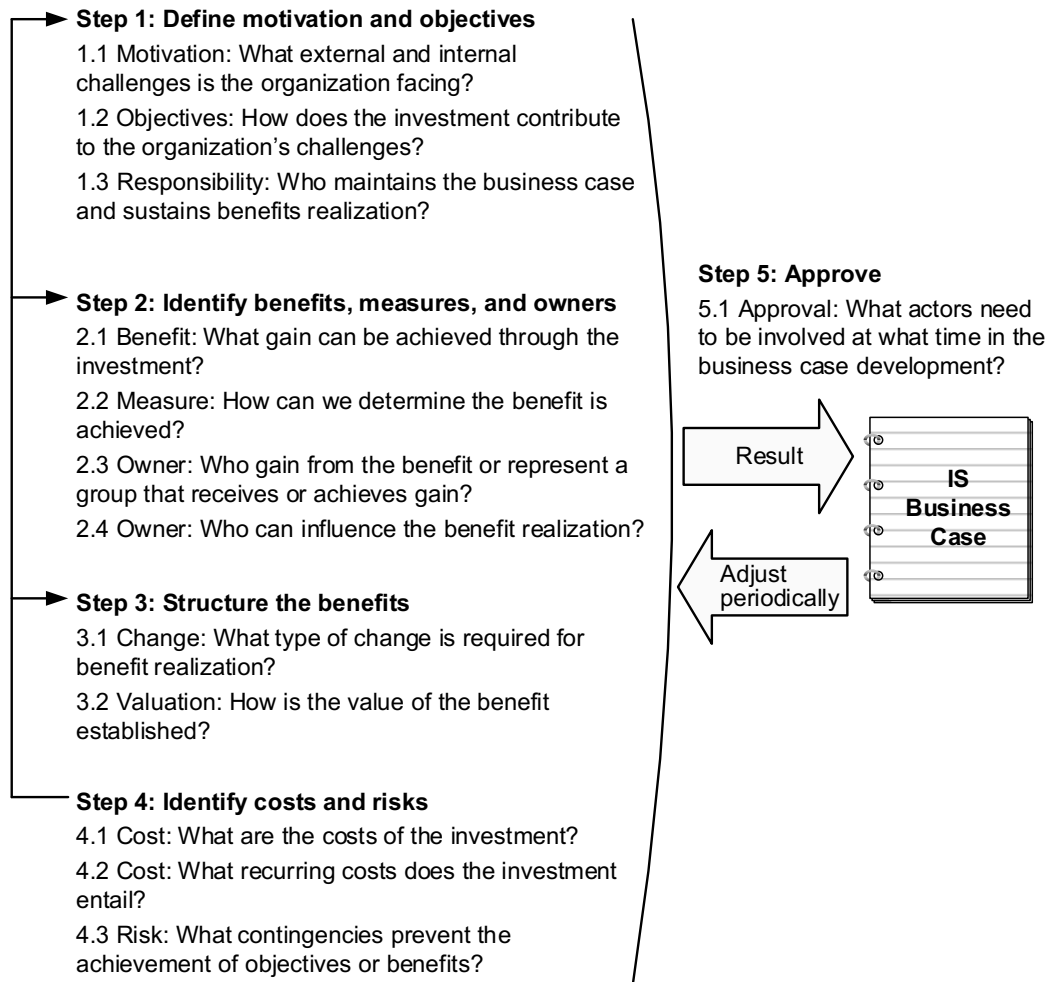 Step 1: Define motivation and objectives
1.1 Motivation: What external and internal
challenges is the organization facing?
1.2 Objectives: How does the investment contribute
to the organization’s challenges?
1.3 Responsibility: Who maintains the business case
and sustains benefits realization?
Step 2: Identify benefits, measures, and owners
2.1 Benefit: What gain can be achieved through the
investment?
2.2 Measure: How can we determine the benefit is
achieved?
2.3 Owner: Who gain from the benefit or represent a
group that receives or achieves gain?
2.4 Owner: Who can influence the benefit realization?
Step 3: Structure the benefits
3.1 Change: What type of change is required for
benefit realization?
3.2 Valuation: How is the value of the benefit
established?
Step 4: Identify costs and risks
4.1 Cost: What are the costs of the investment?
4.2 Cost: What recurring costs does the investment
entail?
4.3 Risk: What contingencies prevent the
achievement of objectives or benefits?
Step 5: Approve
5.1 Approval: What actors need
to be involved at what time in the
business case development?
Result
Adjust
periodically
IS
Business
Case